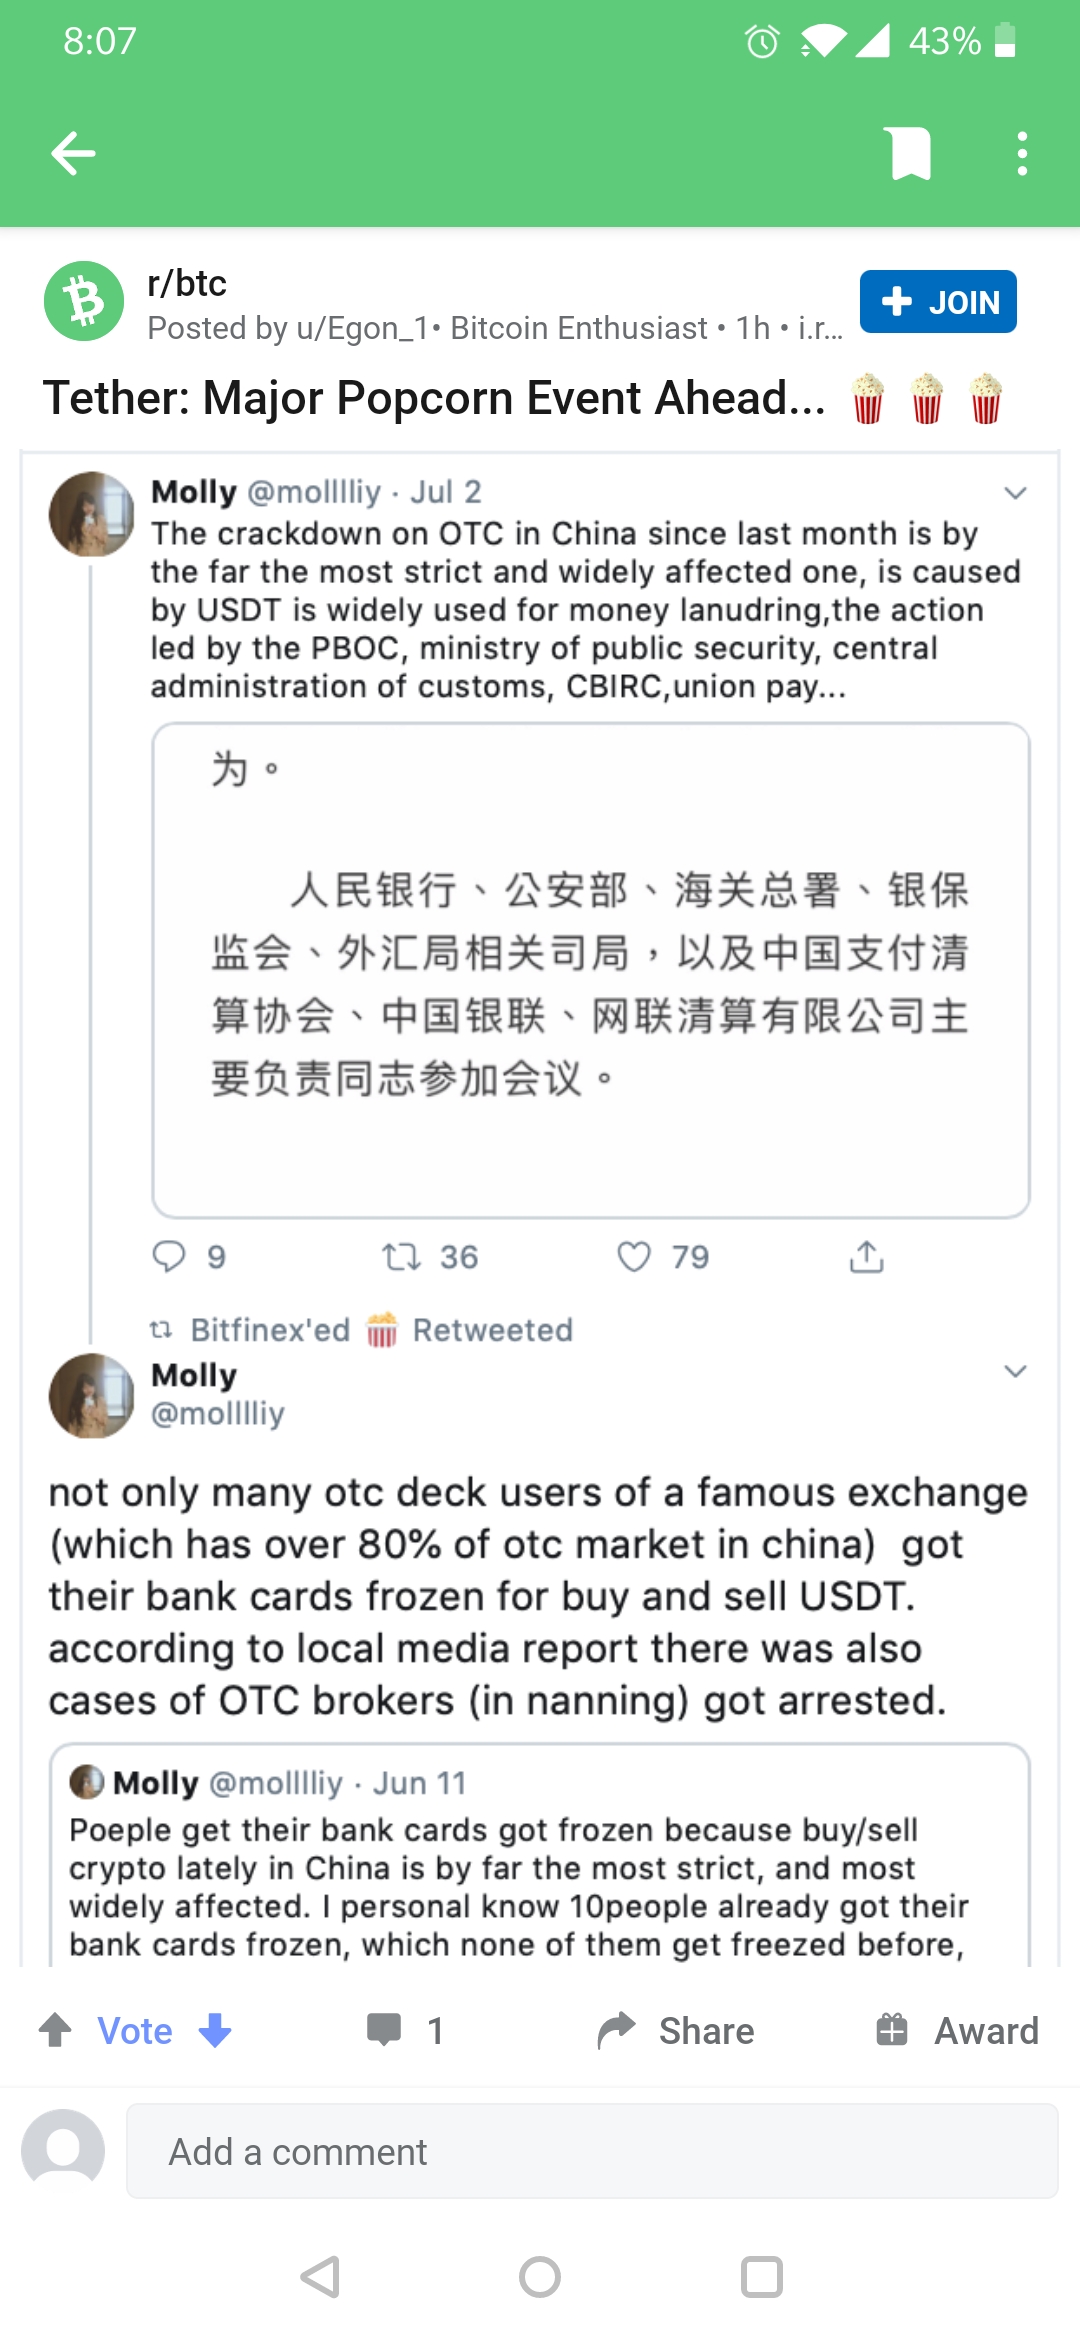 8:07
43%
r/btc
Posted by u/Egon_1• Bitcoin Enthusiast • 1h • i.r...
JOIN
Tether: Major Popcorn Event Ahead... 🍿 🍿 🍿
Molly @molllliy · Jul 2
The crackdown on OTC in China since last month is by
the far the most strict and widely affected one, is caused
by USDT is widely used for money lanudring,the action
led by the PBOC, ministry of public security, central
administration of customs, CBIRC,union pay...
为。
人民银行、公安部、海关总署、银保
监会、外汇局相关司局，以及中国支付清
算协会、中国银联、网联清算有限公司主
要负责同志参加会议。
9 36 79
Bitfinex'ed 🍿 Retweeted
Molly
@molllliy
not only many otc deck users of a famous exchange
(which has over 80% of otc market in china)  got
their bank cards frozen for buy and sell USDT.
according to local media report there was also
cases of OTC brokers (in nanning) got arrested.
Molly @molllliy · Jun 11
Poeple get their bank cards got frozen because buy/sell
crypto lately in China is by far the most strict, and most
widely affected. I personal know 10people already got their
bank cards frozen, which none of them get freezed before,
Vote 1 Share Award
Add a comment